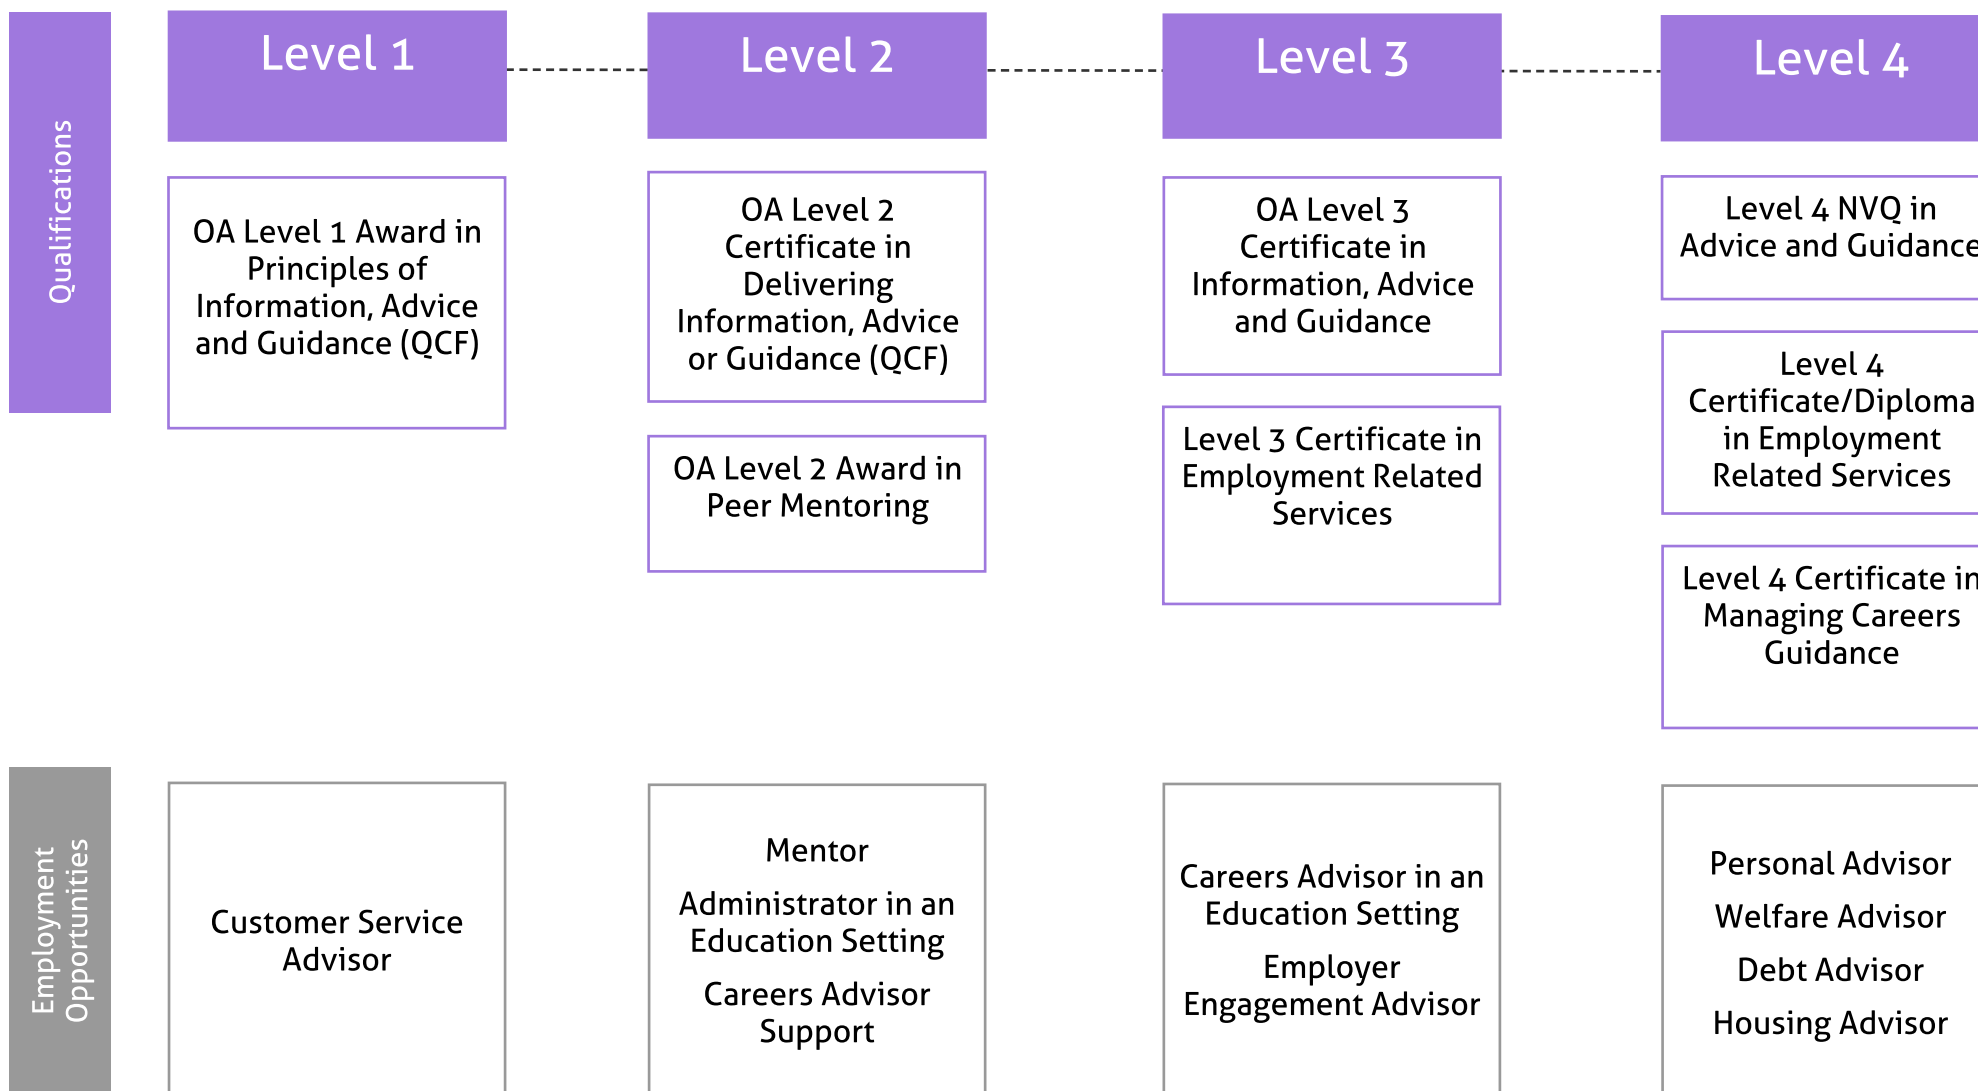 Qualifications
Level 1
Level 2
Level 3
Level 4
OA Level 1 Award in
Principles of
Information, Advice
and Guidance (QCF)
OA Level 2
Certificate in
Delivering
Information, Advice
or Guidance (QCF)
OA Level 2 Award in
Peer Mentoring
OA Level 3
Certificate in
Information, Advice
and Guidance
Level 3 Certificate in
Employment Related
Services
Level 4 NVQ in
Advice and Guidance
Level 4
Certificate/Diploma
in Employment
Related Services
Level 4 Certificate in
Managing Careers
Guidance
Employment
Opportunities
Customer Service
Advisor
Mentor
Administrator in an
Education Setting
Careers Advisor
Support
Careers Advisor in an
Education Setting
Employer
Engagement Advisor
Personal Advisor
Welfare Advisor
Debt Advisor
Housing Advisor